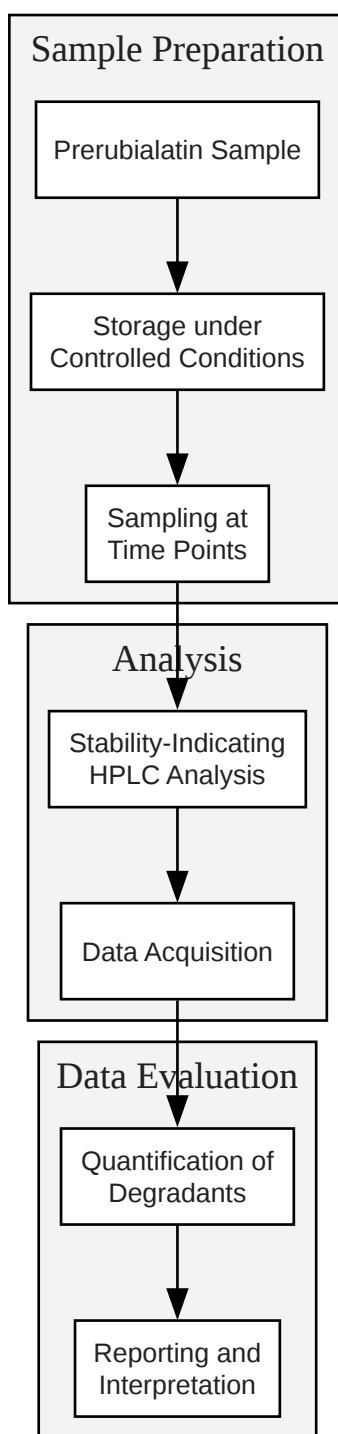 Sample Preparation
Prerubialatin Sample
Storage under
Controlled Conditions
Sampling at
Time Points
Analysis
Stability-Indicating
HPLC Analysis
Data Acquisition
Data Evaluation
Quantification of
Degradants
Reporting and
Interpretation